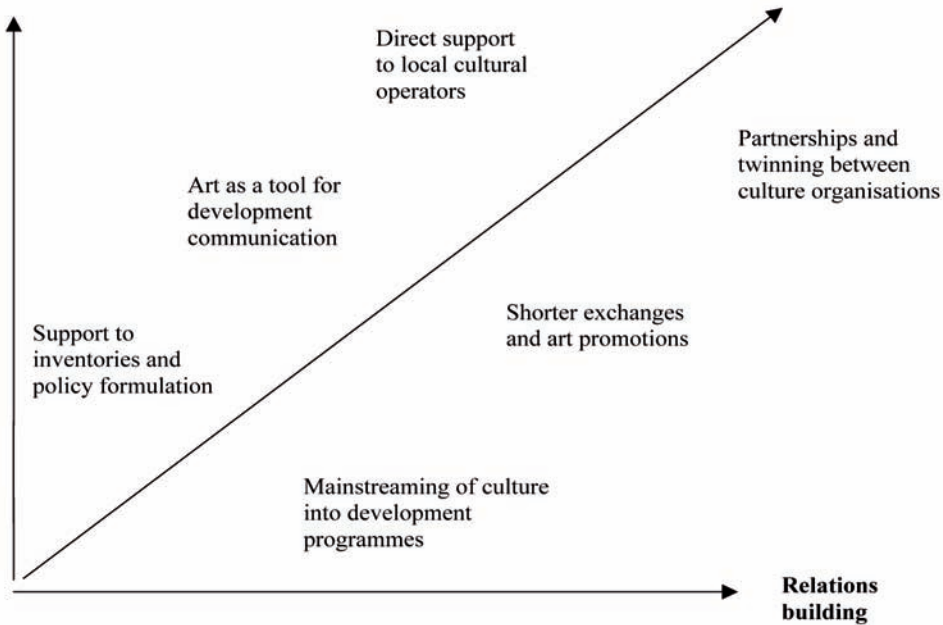 Direct support
to local cultural
operators
Partnerships and
twinning between
culture organisations
Art as a tool for
development
communication
Shorter exchanges
and art promotions
Support to
inventories and
policy formulation
Mainstreaming of culture
into development
programmes
Relations
building